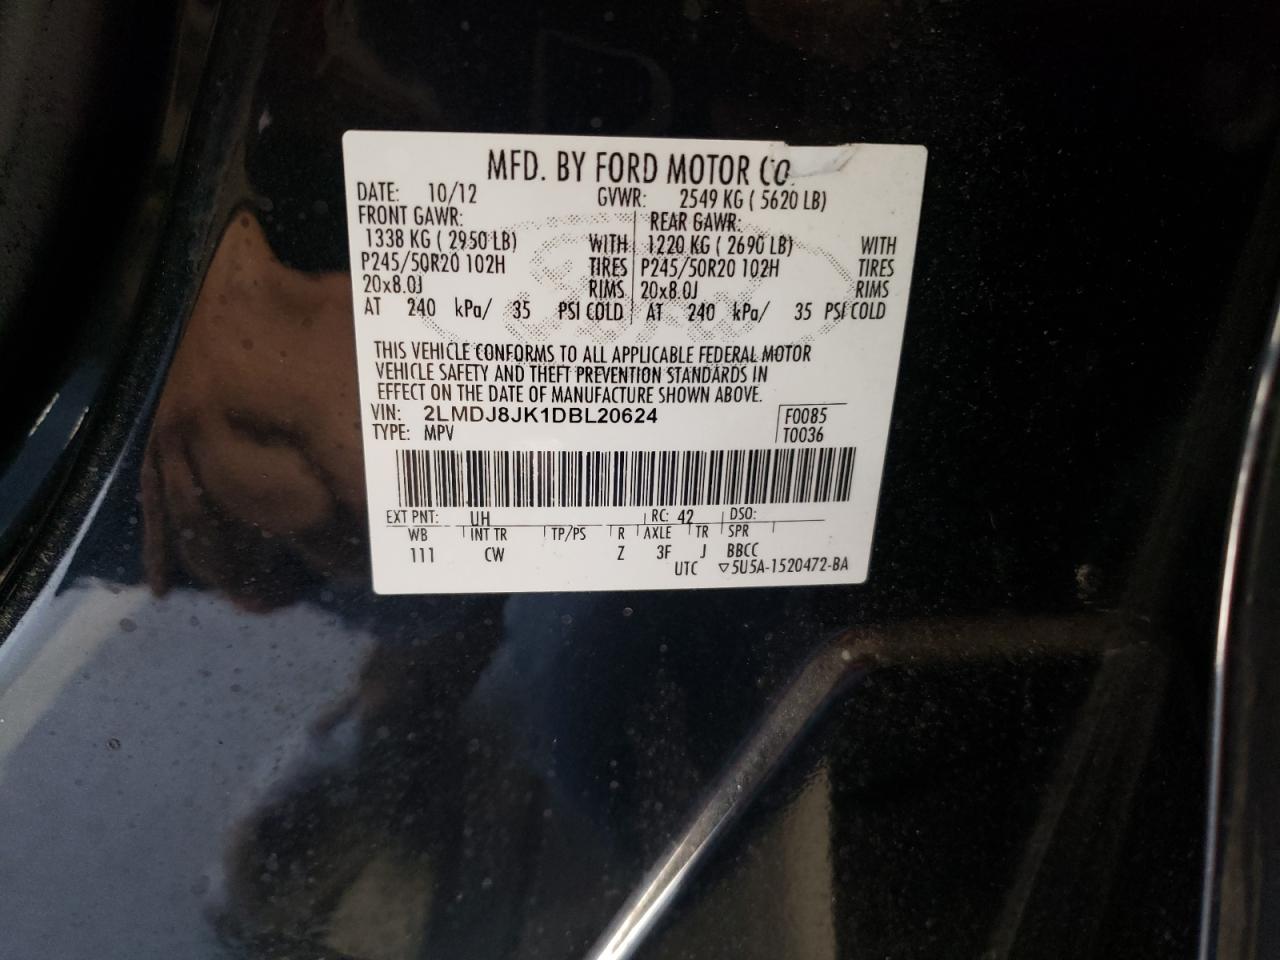 MFD. BY FORD MOTOR CO.
DATE: 10/12 GVWR: 2549 KG ( 5620 LB)
FRONT GAWR: REAR GAWR:
1338 KG ( 2950 LB) WITH 1220 KG ( 2690 LB) WITH
P245/50R20 102H TIRES P245/50R20 102H TIRES
20x8.0J RIMS 20x8.0J RIMS
AT 240 kPa/ 35 PSI COLD AT 240 kPa/ 35 PSI COLD
THIS VEHICLE CONFORMS TO ALL APPLICABLE FEDERAL MOTOR
VEHICLE SAFETY AND THEFT PREVENTION STANDARDS IN
EFFECT ON THE DATE OF MANUFACTURE SHOWN ABOVE.
VIN: 2LMDJ8JK1DBL20624 F0085
TYPE: MPV T0036
EXT PNT: UH RC: 42 DSO:
WB INT TR TP/PS R AXLE TR SPR
111 CW Z 3F J BBCC
UTC ▽5U5A-1520472-BA